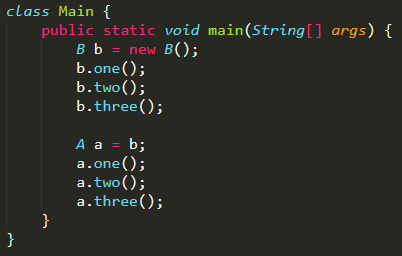 class Main {
    public static void main(String[] args) {
        B b = new B();
        b.one();
        b.two();
        b.three();

        A a = b;
        a.one();
        a.two();
        a.three();
    }
}